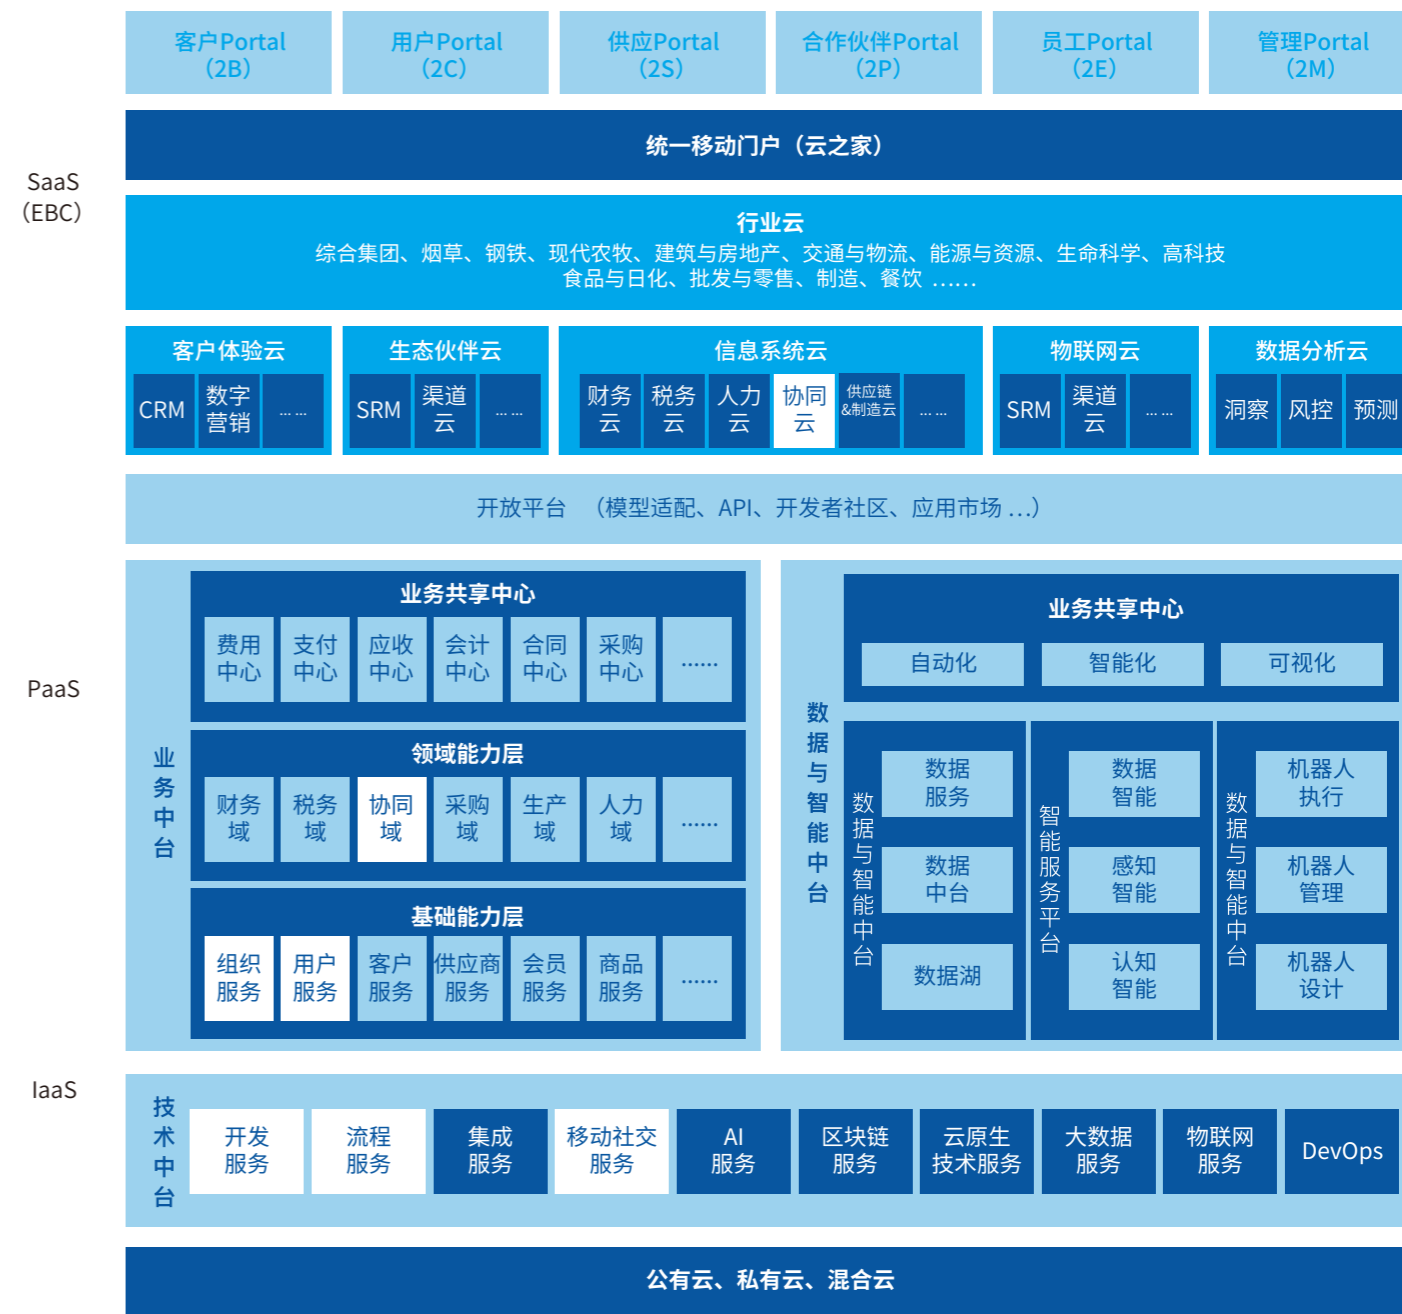 客户Portal
（2B）
用户Portal
（2C）
供应Portal
（2S）
合作伙伴Portal
（2P）
员工Portal
（2E）
管理Portal
（2M）
SaaS
（EBC）
统一移动门户（云之家）
行业云
综合集团、烟草、钢铁、现代农牧、建筑与房地产、交通与物流、能源与资源、生命科学、高科技
食品与日化、批发与零售、制造、餐饮 ……
客户体验云
CRM
数字
营销
... ...
生态伙伴云
SRM
渠道
云
... ...
信息系统云
财务
云
税务
云
人力
云
协同
云
供应链
&制造云
... ...
物联网云
SRM
渠道
云
... ...
数据分析云
洞察
风控
预测
开放平台 （模型适配、API、开发者社区、应用市场 ...）
PaaS
业务中台
业务共享中心
费用
中心
支付
中心
应收
中心
会计
中心
合同
中心
采购
中心
......
领域能力层
财务
域
税务
域
协同
域
采购
域
生产
域
人力
域
......
基础能力层
组织
服务
用户
服务
客户
服务
供应商
服务
会员
服务
商品
服务
......
数据与智能中台
业务共享中心
自动化
智能化
可视化
数据与智能中台
数据
服务
数据
中台
数据湖
智能服务平台
数据
智能
感知
智能
认知
智能
数据与智能中台
机器人
执行
机器人
管理
机器人
设计
IaaS
技术中台
开发
服务
流程
服务
集成
服务
移动社交
服务
AI
服务
区块链
服务
云原生
技术服务
大数据
服务
物联网
服务
DevOps
公有云、私有云、混合云